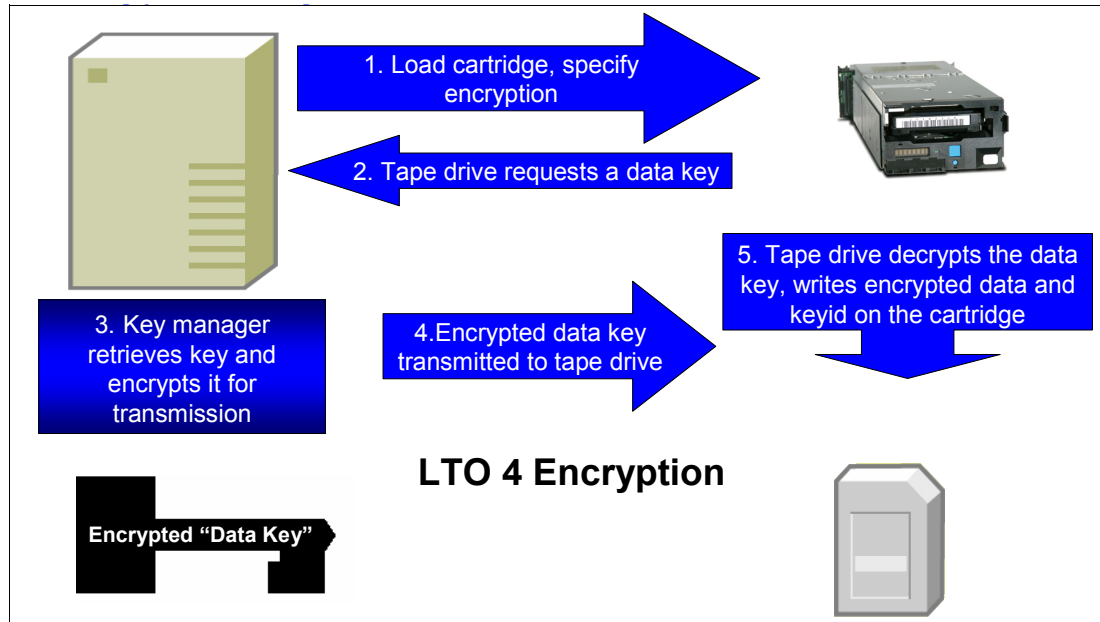 1. Load cartridge, specify
encryption
2. Tape drive requests a data key
3. Key manager
retrieves key and
encrypts it for
transmission
4.Encrypted data key
transmitted to tape drive
5. Tape drive decrypts the data
key, writes encrypted data and
keyid on the cartridge
LTO 4 Encryption
Encrypted “Data Key”